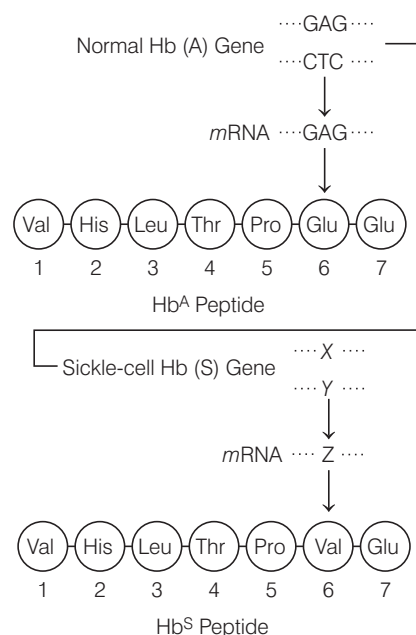 ····GAG····
Normal Hb (A) Gene
····CTC····
mRNA ····GAG····
Val His Leu Thr Pro Glu Glu
1 2 3 4 5 6 7
Hbᴬ Peptide
···· X ····
Sickle-cell Hb (S) Gene
···· Y ····
mRNA ···· Z ····
Val His Leu Thr Pro Val Glu
1 2 3 4 5 6 7
Hbˢ Peptide